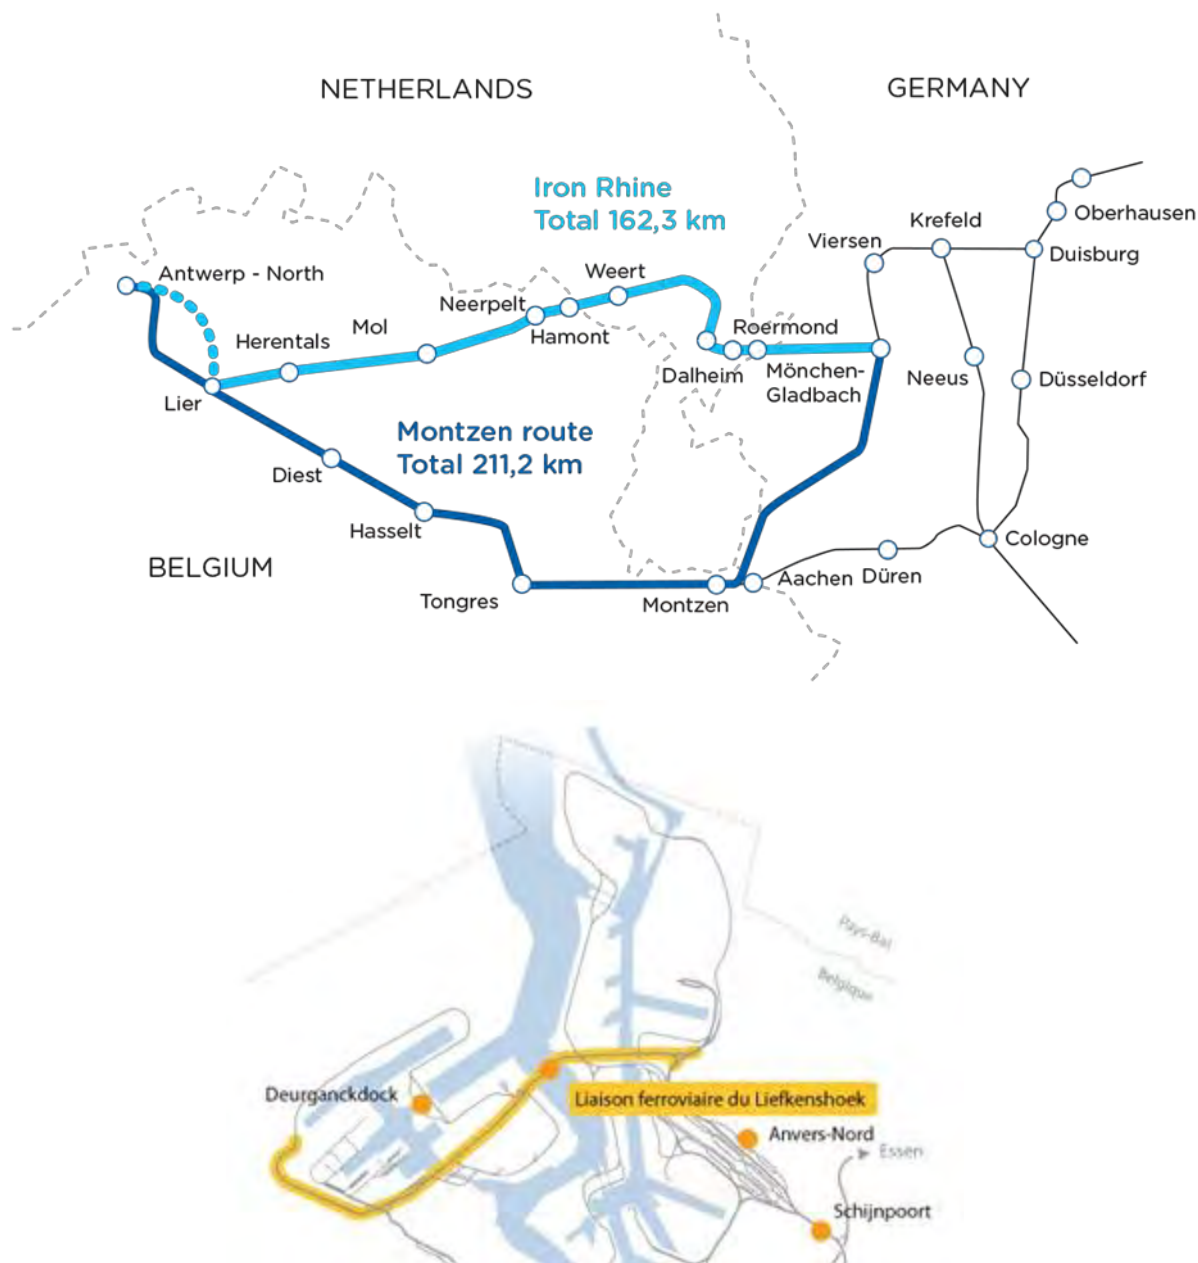 NETHERLANDS
GERMANY
Iron Rhine
Total 162,3 km
Krefeld
Oberhausen
Viersen
Duisburg
Antwerp - North
Weert
Neerpelt
Mol
Roermond
Herentals
Hamont
Dalheim
Mönchen-
Gladbach
Neeus
Düsseldorf
Lier
Montzen route
Total 211,2 km
Diest
Hasselt
Cologne
BELGIUM
Aachen
Düren
Tongres
Montzen
Pays-Bal
Belgique
Deurganckdock
Liaison ferroviaire du Liefkenshoek
Anvers-Nord
Essen
Schijnpoort